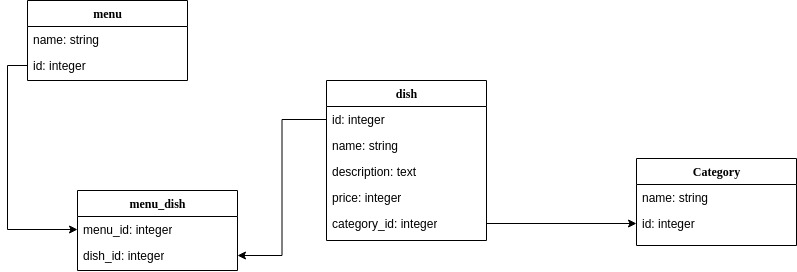 menu
name: string
id: integer
dish
id: integer
name: string
description: text
price: integer
category_id: integer
Category
name: string
id: integer
menu_dish
menu_id: integer
dish_id: integer